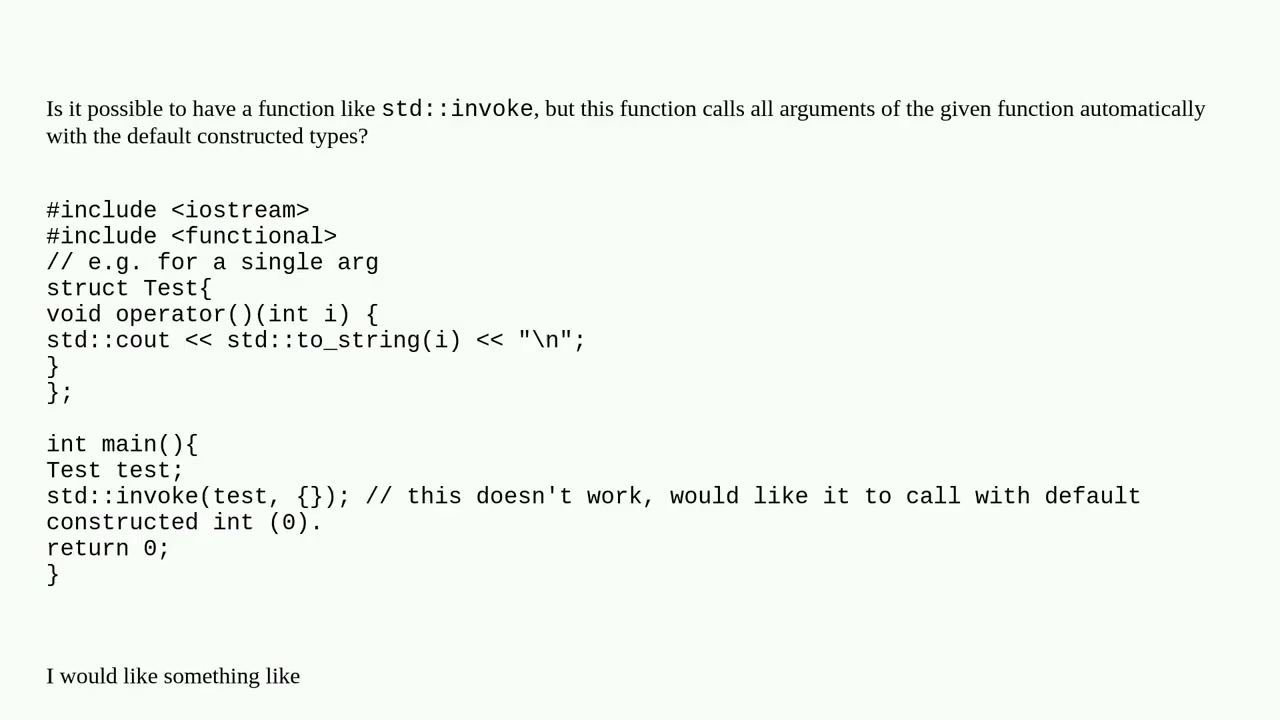 Is it possible to have a function like std::invoke, but this function calls all arguments of the given function automatically
with the default constructed types?
#include <iostream>
#include <functional>
// e.g. for a single arg
struct Test{
void operator()(int i) {
std::cout << std::to_string(i) << "\n";
}
};
int main(){
Test test;
std::invoke(test, {}); // this doesn't work, would like it to call with default
constructed int (0).
return 0;
}
I would like something like